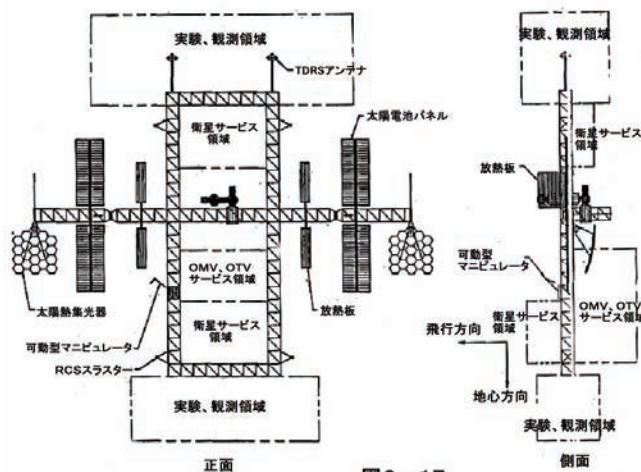 実験、観測領域
TDRSアンテナ
衛星サービス
領域
太陽電池パネル
OMV、OTV
サービス領域
太陽熱集光器
放熱板
可動型マニピュレータ
衛星サービス
領域
RCSスラスター
実験、観測領域
正面
実験、観測領域
衛星サービス
領域
放熱板
可動型
マニピュレータ
衛星サービス
領域
OMV、OTV
サービス領域
飛行方向
地心方向
実験、観測領域
側面